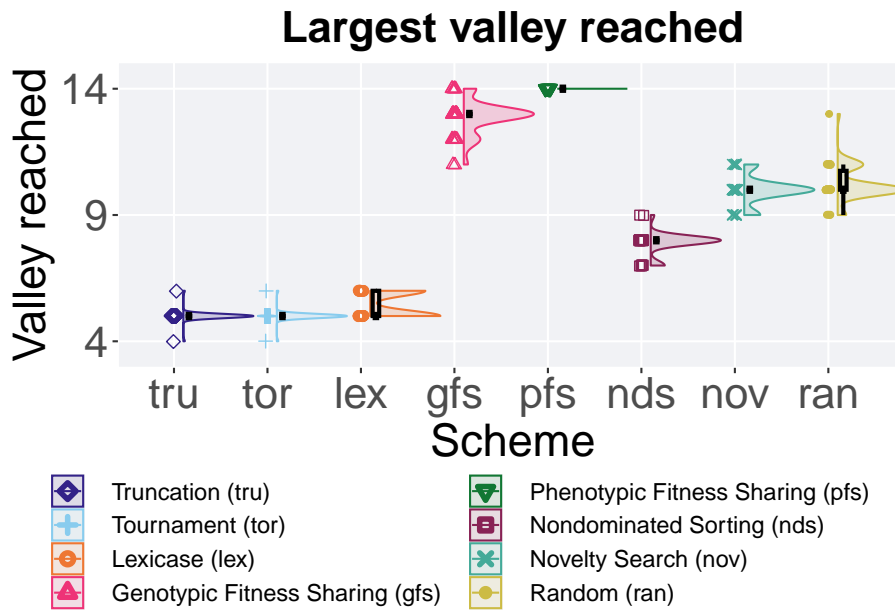 Largest valley reached
Valley reached
14
9
4
tru tor lex gfs pfs nds nov ran
Scheme
Truncation (tru)
Tournament (tor)
Lexicase (lex)
Genotypic Fitness Sharing (gfs)
Phenotypic Fitness Sharing (pfs)
Nondominated Sorting (nds)
Novelty Search (nov)
Random (ran)